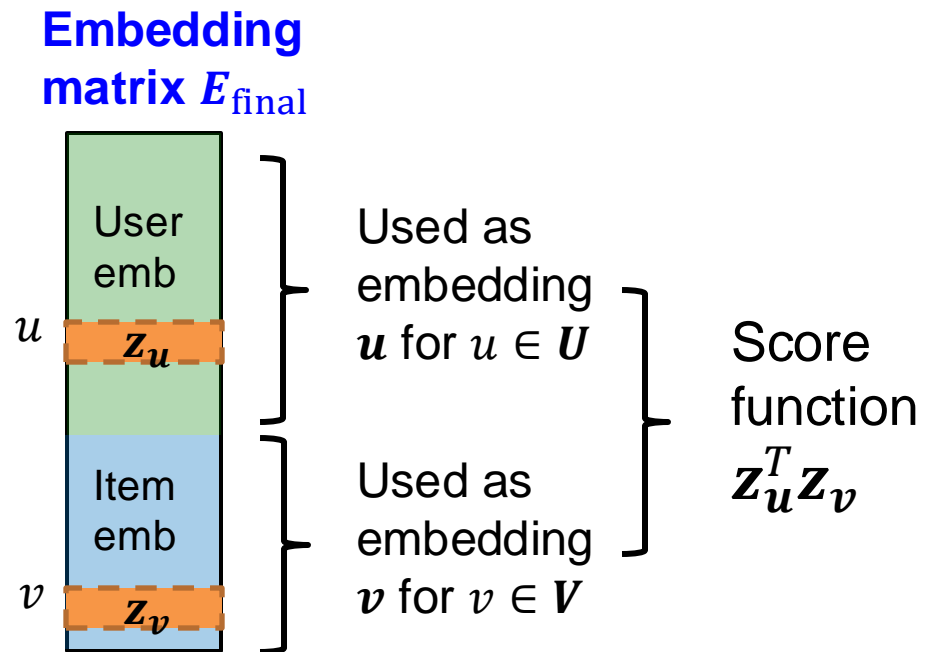 Embedding
matrix E_final
User
emb
u
z_u
Used as
embedding
u for u ∈ U
Score
function
z_u^T z_v
Item
emb
v
z_v
Used as
embedding
v for v ∈ V